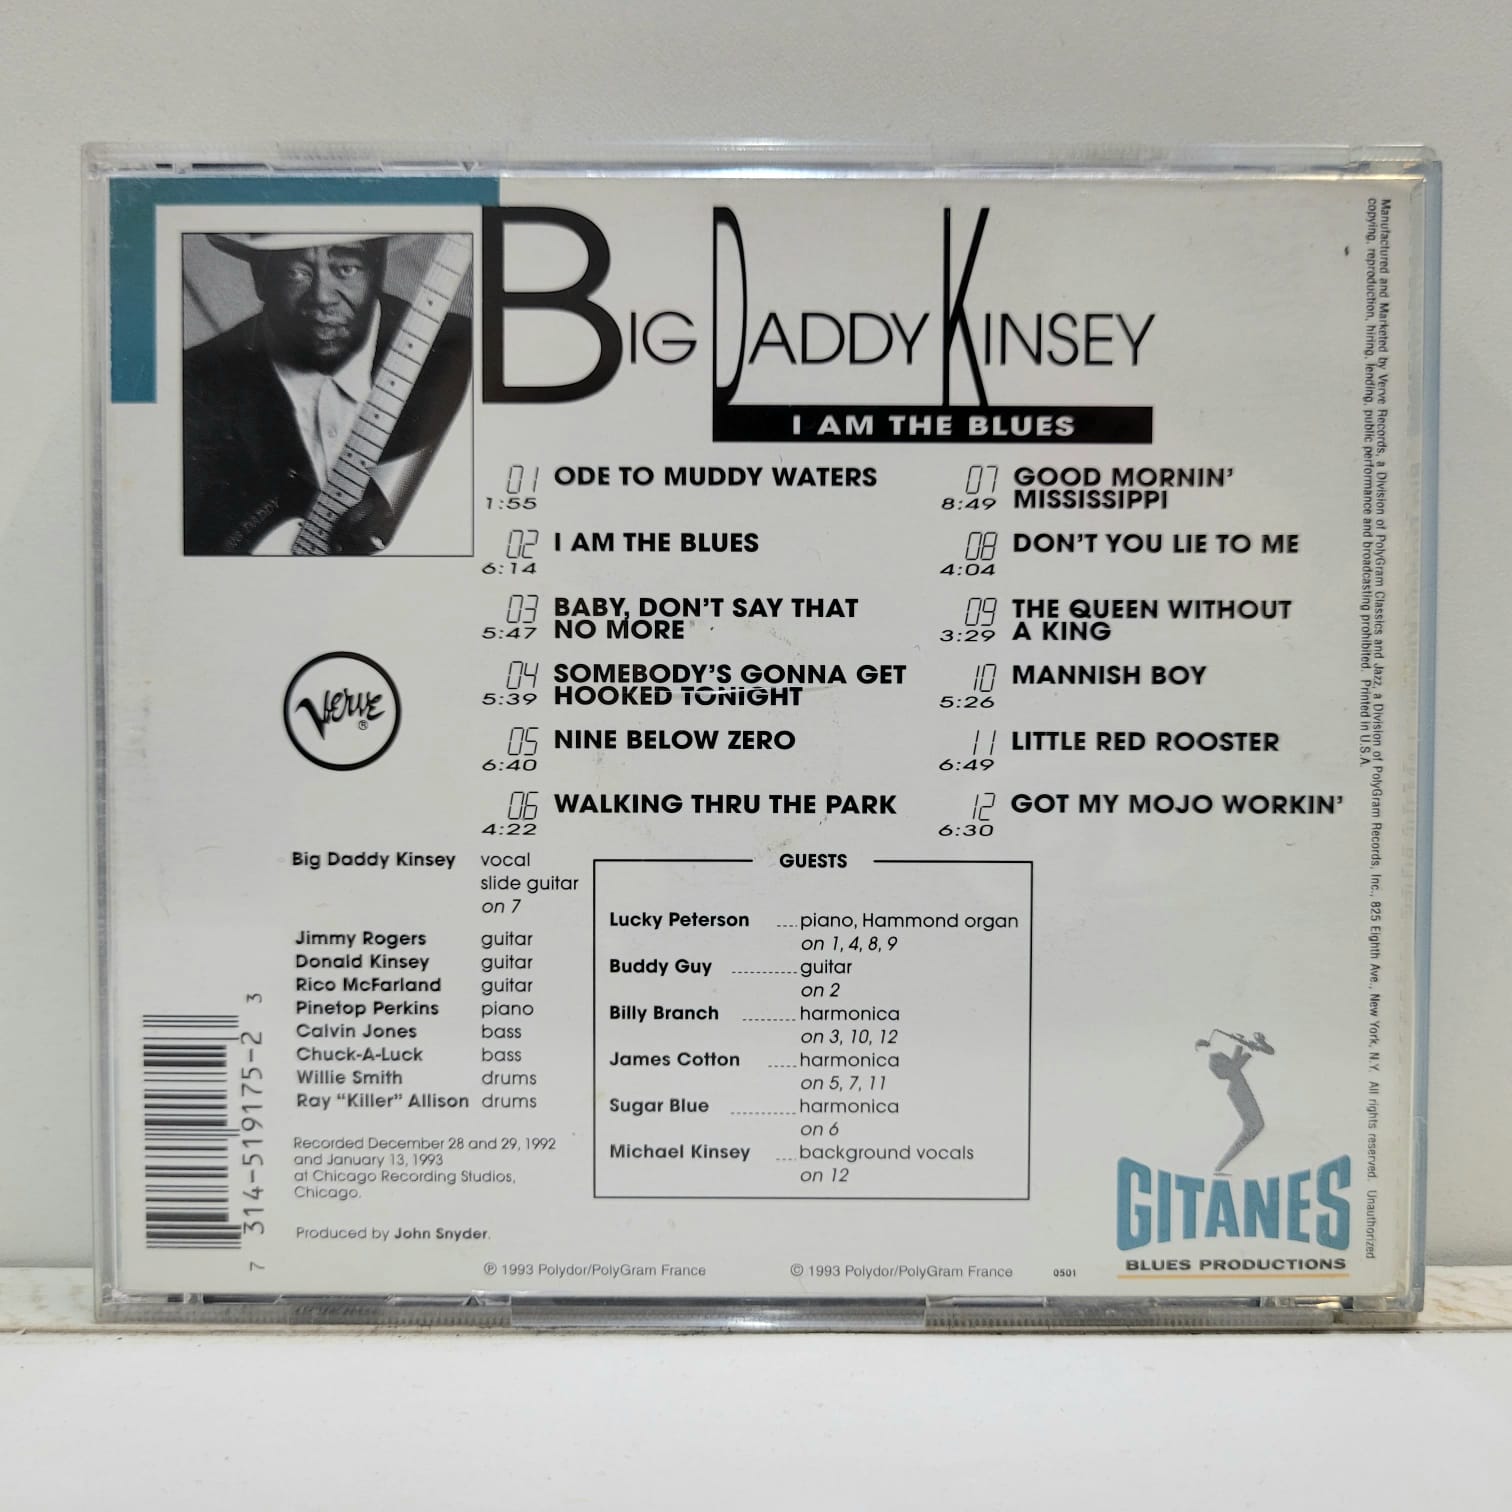 BIG DADDY KINSEY
I AM THE BLUES
01 ODE TO MUDDY WATERS
1:55
02 I AM THE BLUES
6:14
03 BABY, DON'T SAY THAT
5:47 NO MORE
04 SOMEBODY'S GONNA GET
5:39 HOOKED TONIGHT
05 NINE BELOW ZERO
6:40
06 WALKING THRU THE PARK
4:22
07 GOOD MORNIN'
8:49 MISSISSIPPI
08 DON'T YOU LIE TO ME
4:04
09 THE QUEEN WITHOUT
3:29 A KING
10 MANNISH BOY
5:26
11 LITTLE RED ROOSTER
6:49
12 GOT MY MOJO WORKIN'
6:30
Verve
®
Big Daddy Kinsey vocal
slide guitar
on 7
Jimmy Rogers guitar
Donald Kinsey guitar
Rico McFarland guitar
Pinetop Perkins piano
Calvin Jones bass
Chuck-A-Luck bass
Willie Smith drums
Ray "Killer" Allison drums
Recorded December 28 and 29, 1992
and January 13, 1993
at Chicago Recording Studios,
Chicago.
Produced by John Snyder.
GUESTS
Lucky Peterson ....piano, Hammond organ
on 1, 4, 8, 9
Buddy Guy ...........guitar
on 2
Billy Branch .........harmonica
on 3, 10, 12
James Cotton .....harmonica
on 5, 7, 11
Sugar Blue ...........harmonica
on 6
Michael Kinsey ....background vocals
on 12
℗ 1993 Polydor/PolyGram France
© 1993 Polydor/PolyGram France
0501
GITANES
BLUES PRODUCTIONS
7 314-519175-2 3
Manufactured and Marketed by Verve Records, a Division of PolyGram Classics and Jazz, a Division of PolyGram Records, Inc., 825 Eighth Ave., New York, N.Y. All rights reserved. Unauthorized
copying, reproduction, hiring, lending, public performance and broadcasting prohibited. Printed in U.S.A.